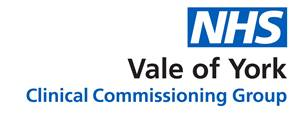 NHS
Vale of York
Clinical Commissioning Group